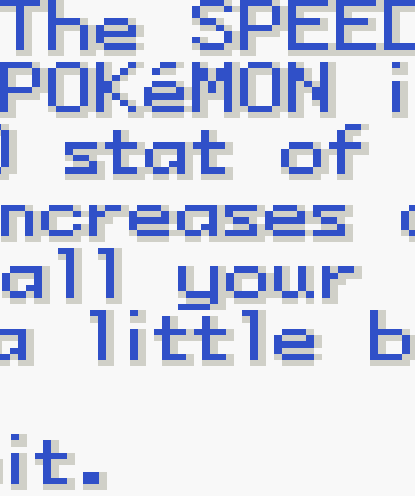 The SPEED
POKéMON i
l stat of
ncreases
all your
a little b
it.